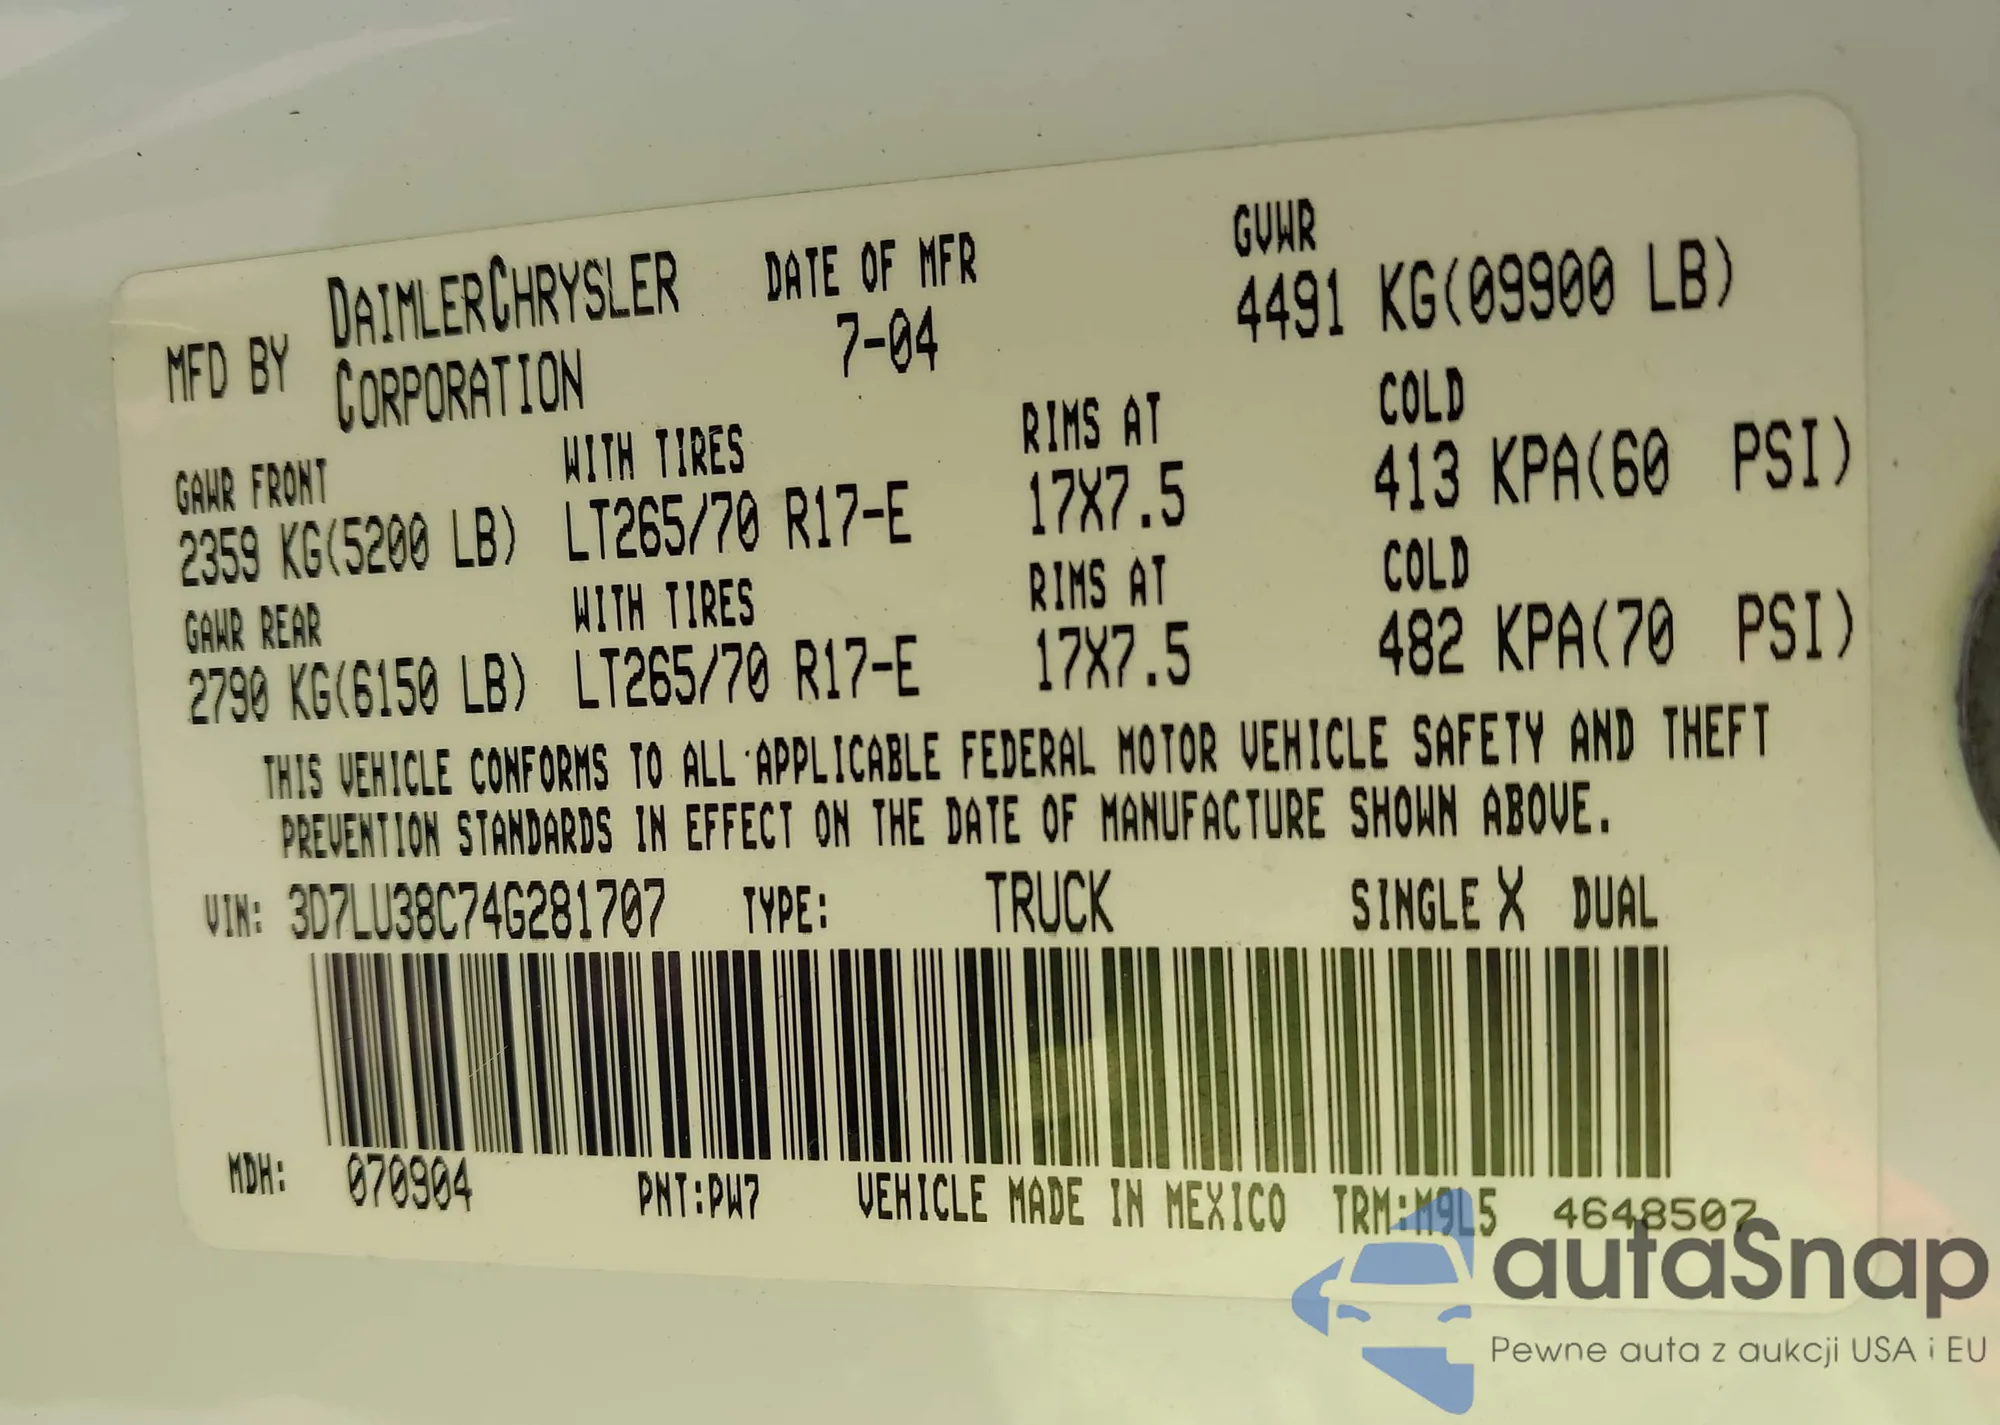 MFD BY DAIMLERCHRYSLER CORPORATION
DATE OF MFR
7-04
GVWR
4491 KG(09900 LB)
GAWR FRONT WITH TIRES RIMS AT COLD
2359 KG(5200 LB) LT265/70 R17-E 17X7.5 413 KPA(60 PSI)
GAWR REAR WITH TIRES RIMS AT COLD
2790 KG(6150 LB) LT265/70 R17-E 17X7.5 482 KPA(70 PSI)
THIS VEHICLE CONFORMS TO ALL APPLICABLE FEDERAL MOTOR VEHICLE SAFETY AND THEFT
PREVENTION STANDARDS IN EFFECT ON THE DATE OF MANUFACTURE SHOWN ABOVE.
VIN: 3D7LU38C74G281707 TYPE: TRUCK SINGLE X DUAL
MDH: 070904 PNT:PW7 VEHICLE MADE IN MEXICO TRM:M9L5 4648507
autaSnap
Pewne auta z aukcji USA i EU